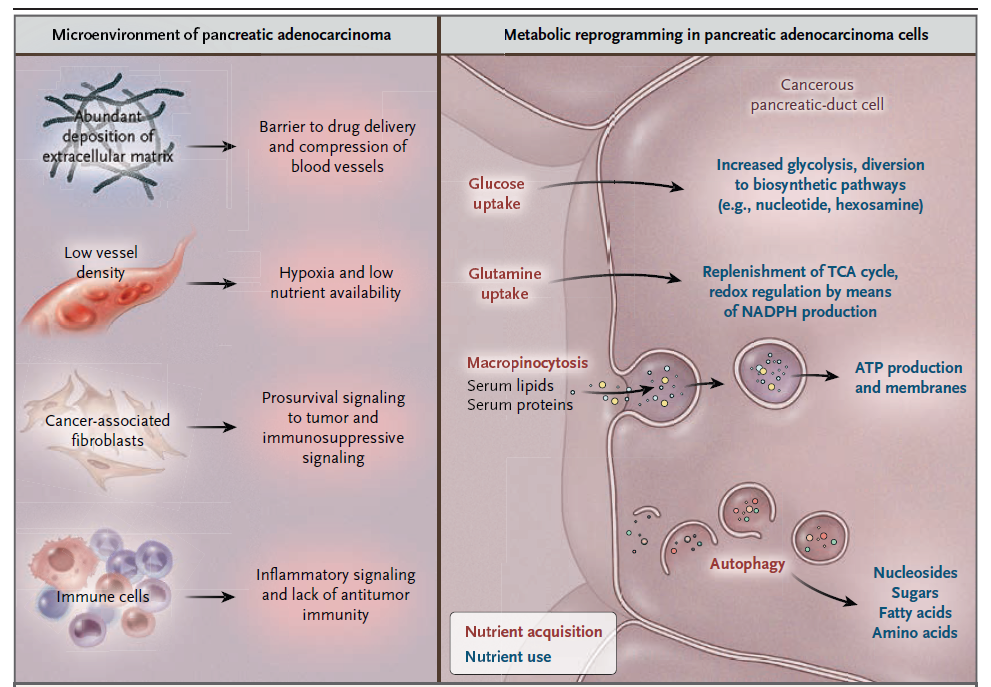 Microenvironment of pancreatic adenocarcinoma
Abundant
deposition of
extracellular matrix
Barrier to drug delivery
and compression of
blood vessels
Low vessel
density
Hypoxia and low
nutrient availability
Cancer-associated
fibroblasts
Prosurvival signaling
to tumor and
immunosuppressive
signaling
Immune cells
Inflammatory signaling
and lack of antitumor
immunity
Metabolic reprogramming in pancreatic adenocarcinoma cells
Cancerous
pancreatic-duct cell
Glucose
uptake
Increased glycolysis, diversion
to biosynthetic pathways
(e.g., nucleotide, hexosamine)
Glutamine
uptake
Replenishment of TCA cycle,
redox regulation by means
of NADPH production
Macropinocytosis
Serum lipids
Serum proteins
ATP production
and membranes
Autophagy
Nucleosides
Sugars
Fatty acids
Amino acids
Nutrient acquisition
Nutrient use